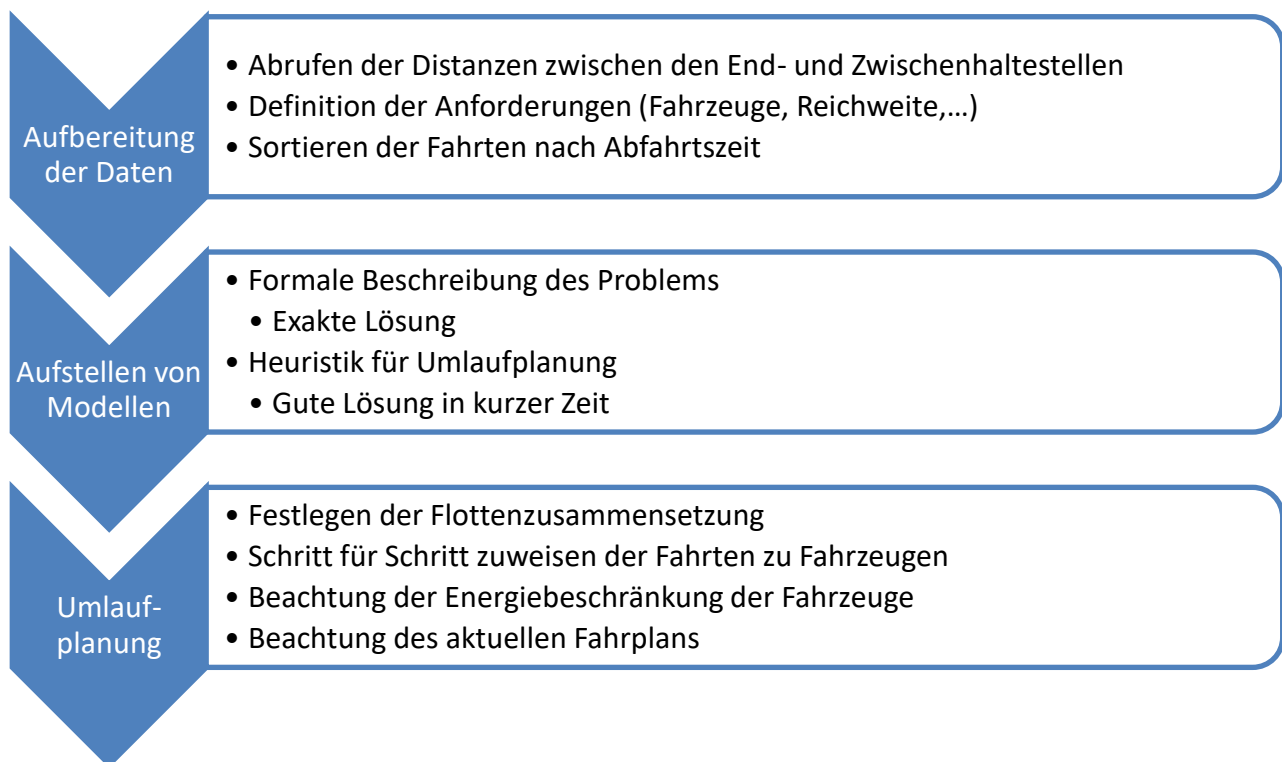 Aufbereitung
der Daten
• Abrufen der Distanzen zwischen den End- und Zwischenhaltestellen
• Definition der Anforderungen (Fahrzeuge, Reichweite,…)
• Sortieren der Fahrten nach Abfahrtszeit
Aufstellen von
Modellen
• Formale Beschreibung des Problems
• Exakte Lösung
• Heuristik für Umlaufplanung
• Gute Lösung in kurzer Zeit
Umlauf-
planung
• Festlegen der Flottenzusammensetzung
• Schritt für Schritt zuweisen der Fahrten zu Fahrzeugen
• Beachtung der Energiebeschränkung der Fahrzeuge
• Beachtung des aktuellen Fahrplans